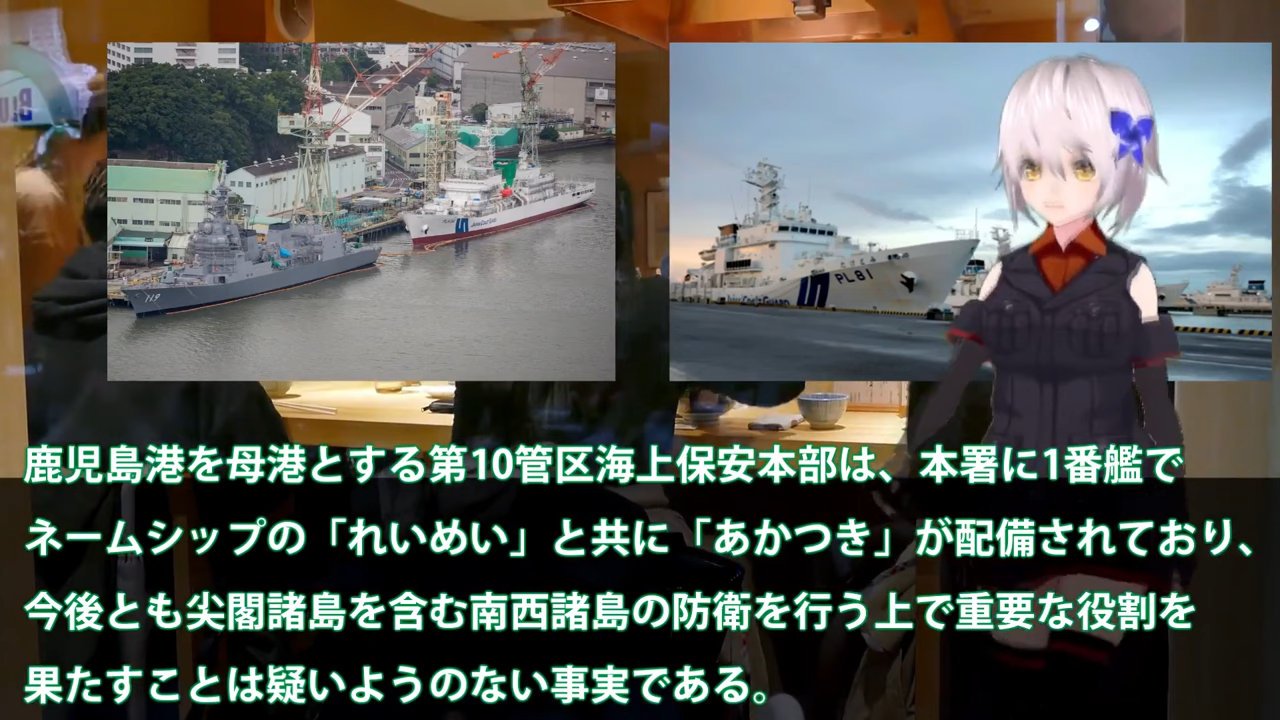 119
PL81
Japan Coast Guard
鹿児島港を母港とする第10管区海上保安本部は、本署に1番艦で
ネームシップの「れいめい」と共に「あかつき」が配備されており、
今後とも尖閣諸島を含む南西諸島の防衛を行う上で重要な役割を
果たすことは疑いようのない事実である。